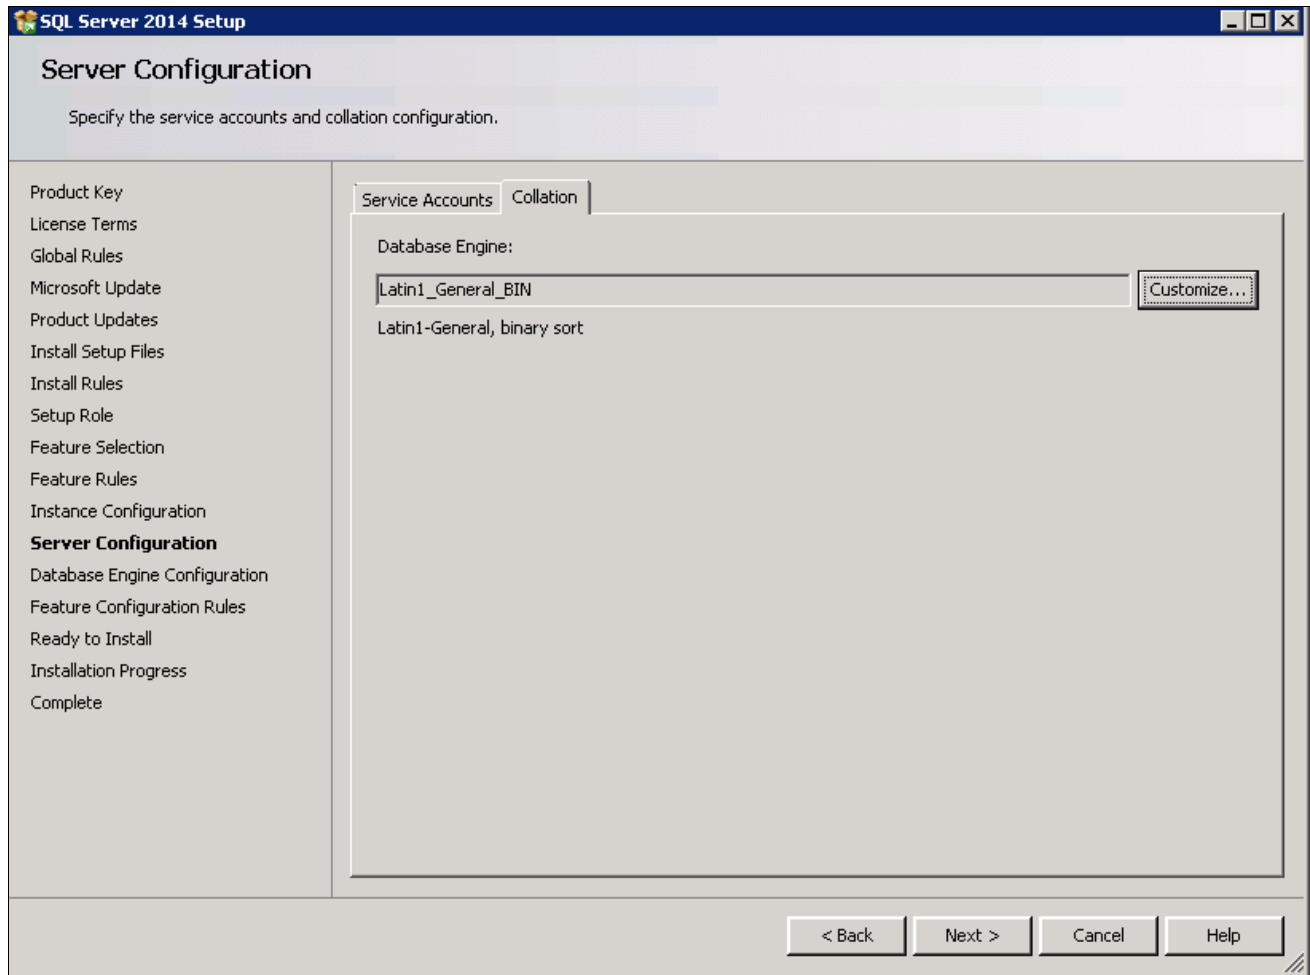 SQL Server 2014 Setup
Server Configuration
Specify the service accounts and collation configuration.
Product Key
License Terms
Global Rules
Microsoft Update
Product Updates
Install Setup Files
Install Rules
Setup Role
Feature Selection
Feature Rules
Instance Configuration
Server Configuration
Database Engine Configuration
Feature Configuration Rules
Ready to Install
Installation Progress
Complete
Service Accounts Collation
Database Engine:
Latin1_General_BIN Customize...
Latin1-General, binary sort
< Back Next > Cancel Help